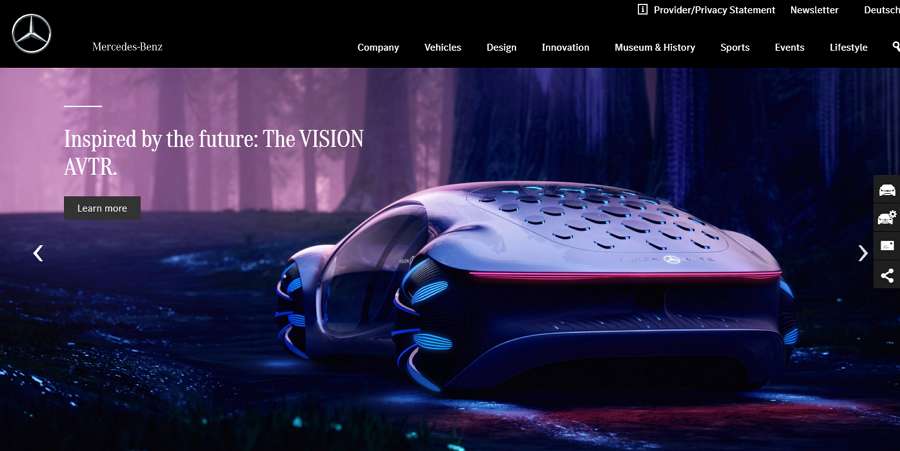 Provider/Privacy Statement Newsletter Deutsch
Mercedes-Benz
Company Vehicles Design Innovation Museum & History Sports Events Lifestyle
Inspired by the future: The VISION
AVTR.
Learn more